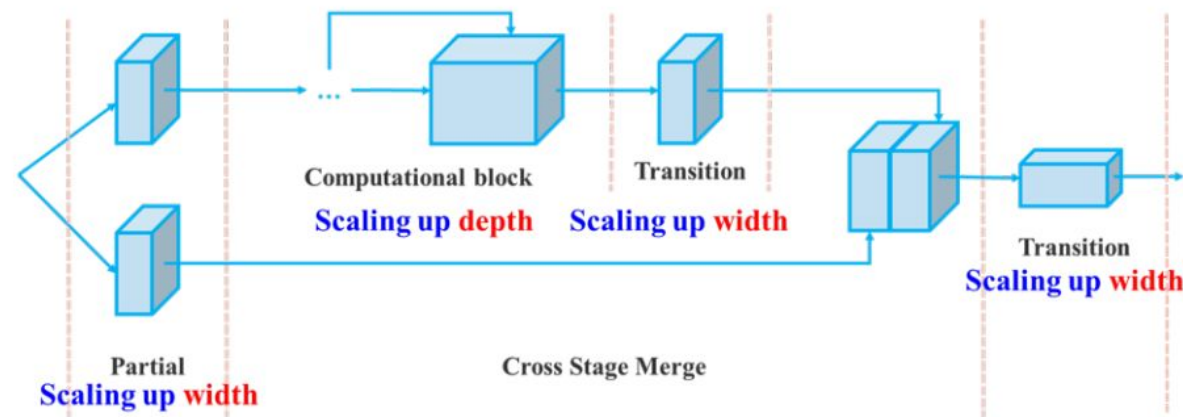 ...
Computational block
Scaling up depth
Transition
Scaling up width
Transition
Scaling up width
Partial
Scaling up width
Cross Stage Merge